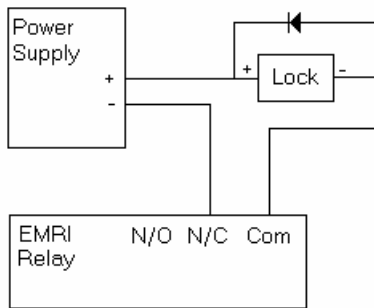 Power
Supply
+
-
+
Lock
-
EMRI
Relay
N/O N/C Com